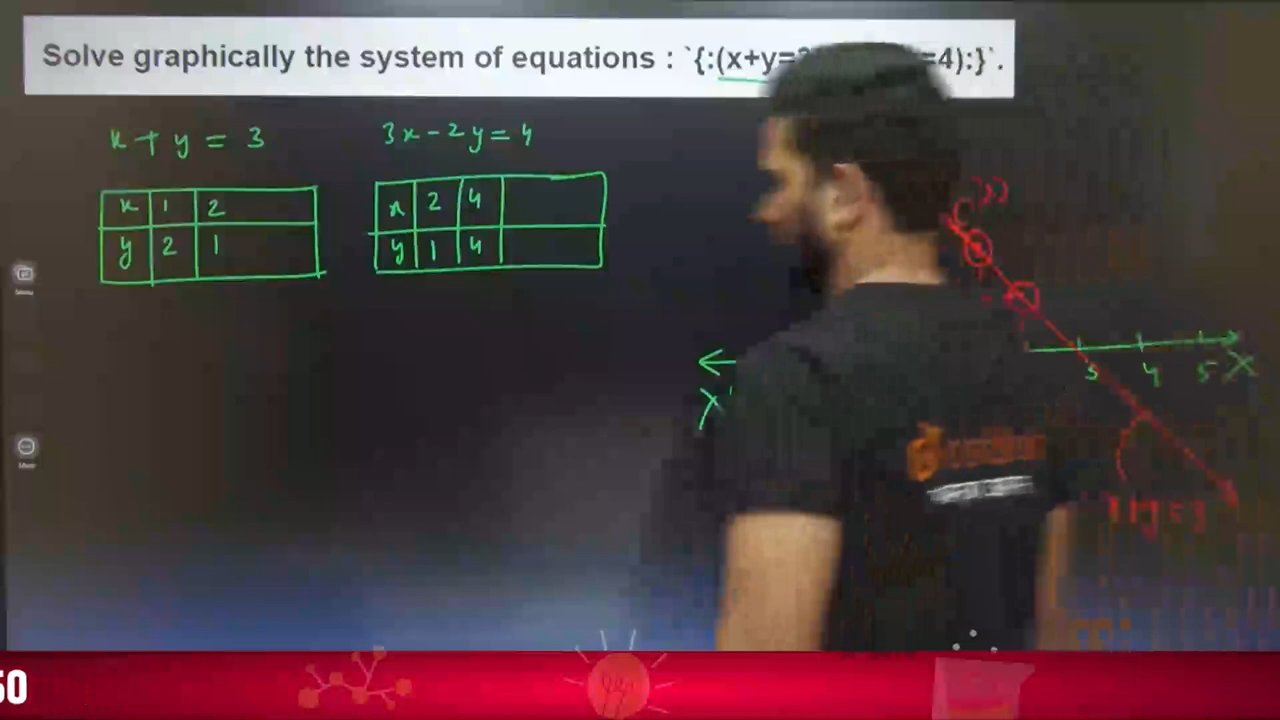 Solve graphically the system of equations : `{:(x+y= =4):}`.
x + y = 3
3x - 2y = 4
x 1 2
y 2 1
x 2 4
y 1 4
3 4 5 X
X'
50